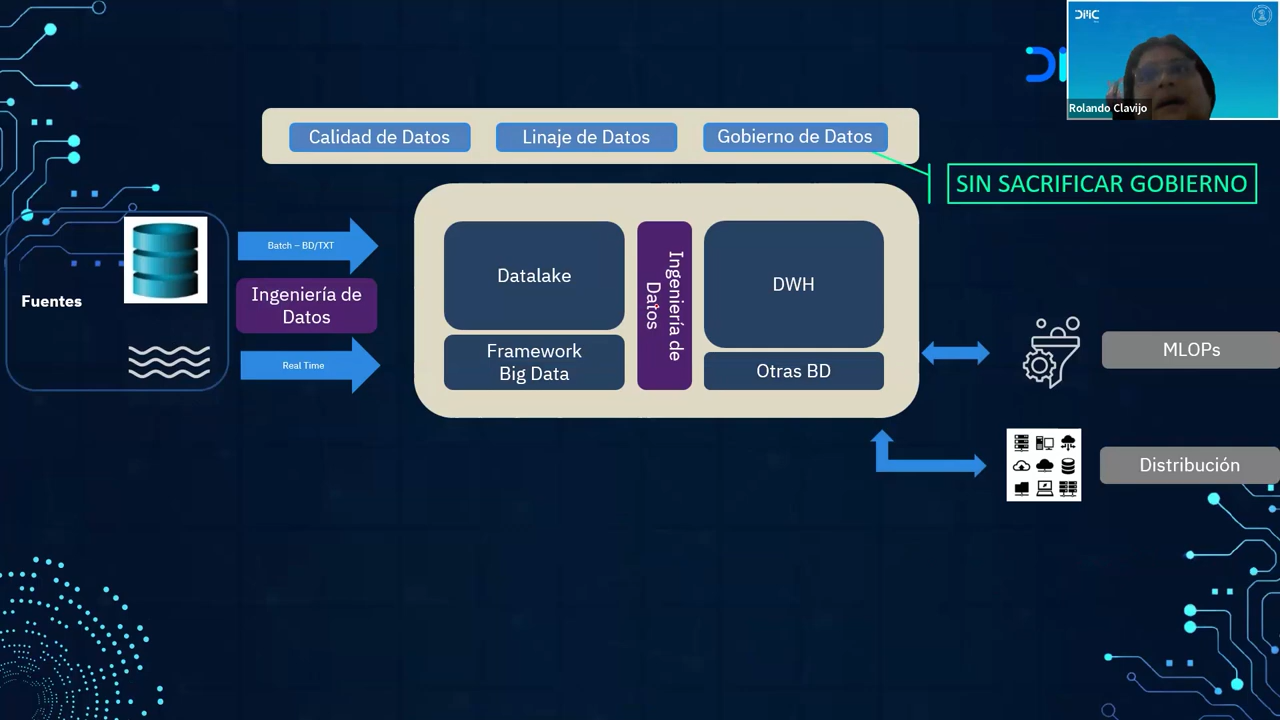 DMC
Rolando Clavijo
Calidad de Datos
Linaje de Datos
Gobierno de Datos
SIN SACRIFICAR GOBIERNO
Fuentes
Batch – BD/TXT
Ingeniería de
Datos
Real Time
Datalake
Framework
Big Data
Ingeniería de
Datos
DWH
Otras BD
MLOPs
Distribución